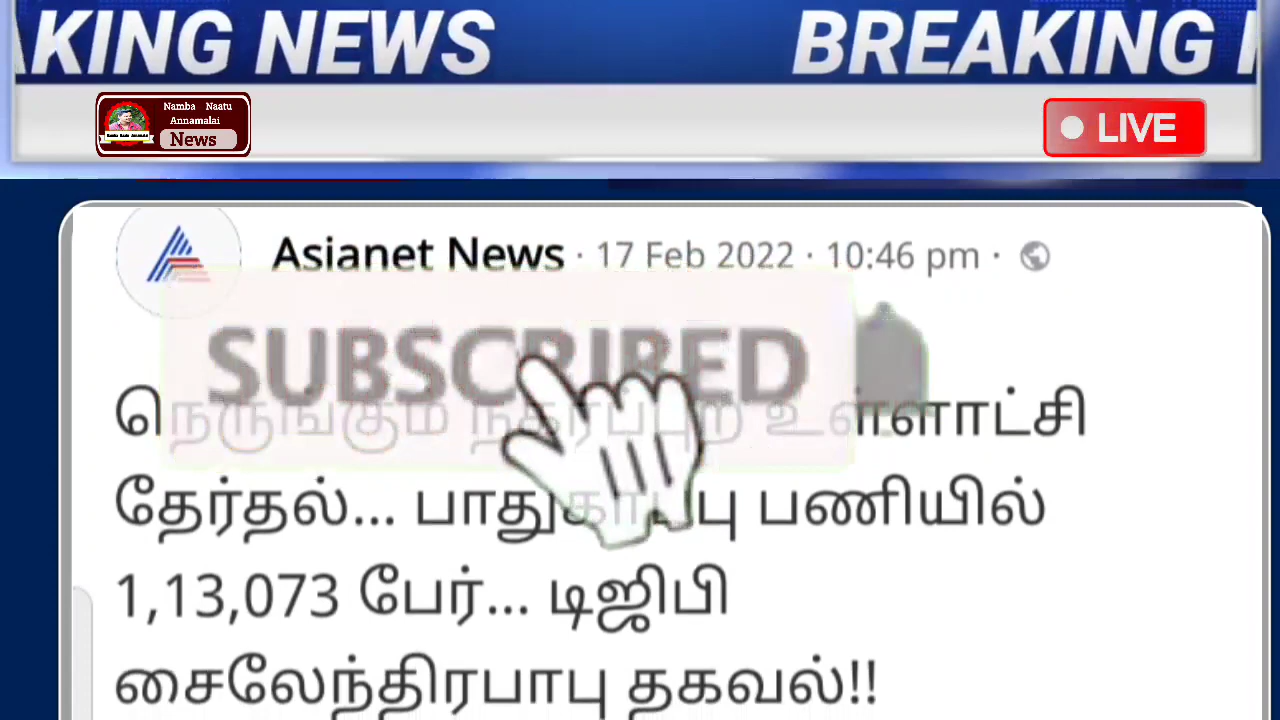 KING NEWS BREAKING
Namba Naatu
Annamalai
News
LIVE
Asianet News · 17 Feb 2022 · 10:46 pm ·
SUBSCRIBED
நெருங்கும் நகர்ப்புற உள்ளாட்சி
தேர்தல்... பாதுகாப்பு பணியில்
1,13,073 பேர்... டிஜிபி
சைலேந்திரபாபு தகவல்!!